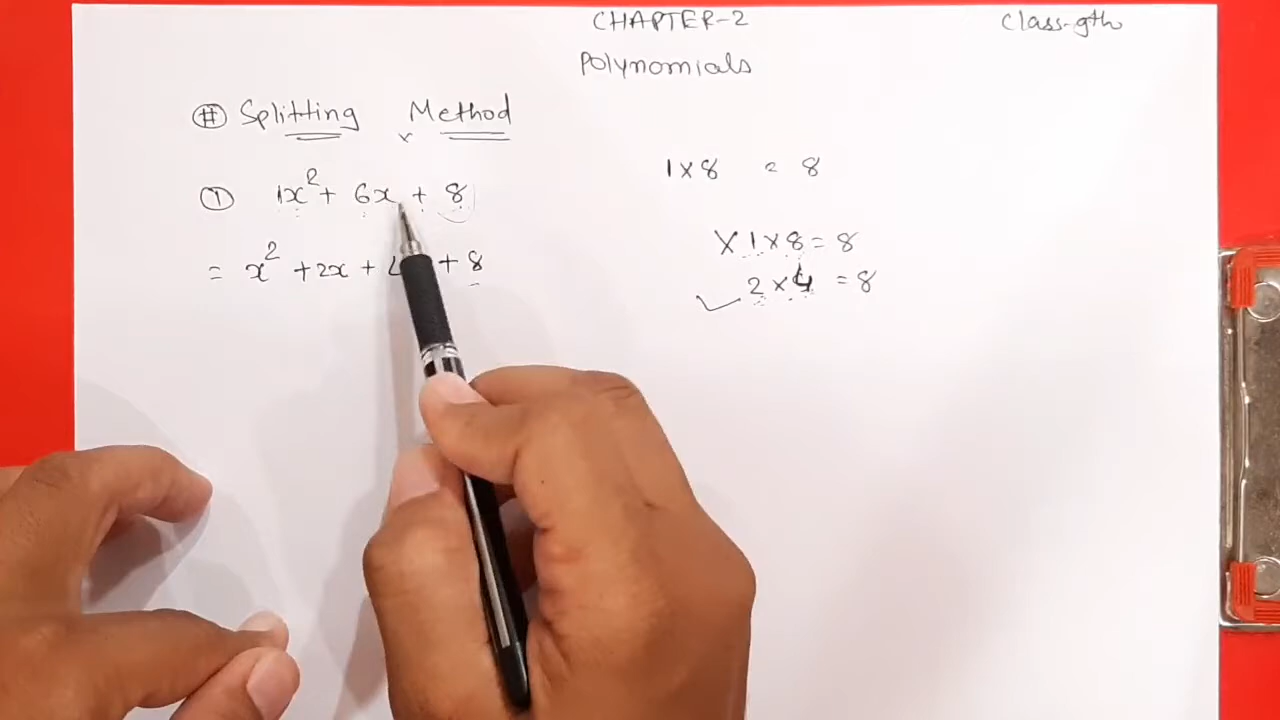 CHAPTER-2
Class-9th
Polynomials
# Splitting Method
×
① 1x² + 6x + 8
1 × 8 = 8
× 1 × 8 = 8
= x² + 2x + + 8
✓ 2 × 4 = 8